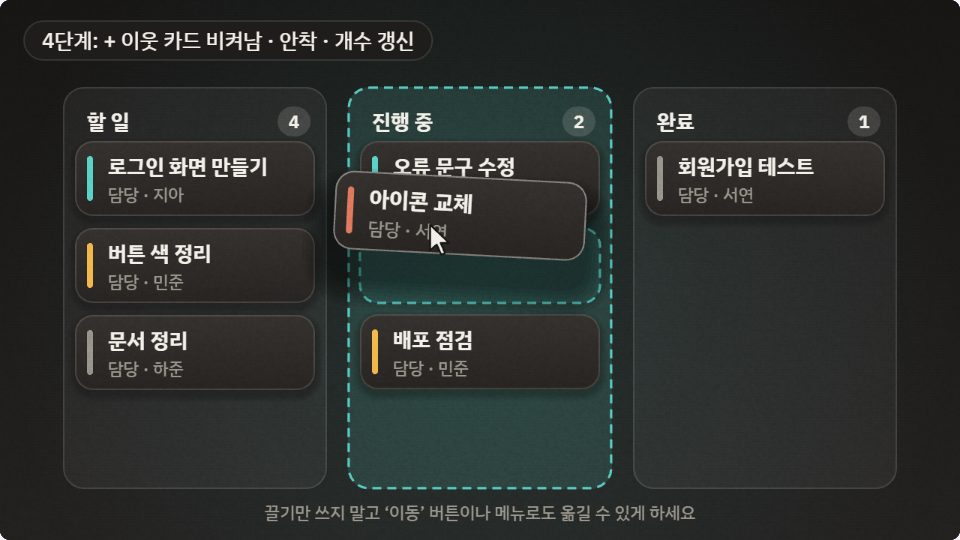 4단계: + 이웃 카드 비켜남 · 안착 · 개수 갱신
할 일
4
로그인 화면 만들기
담당 · 지아
버튼 색 정리
담당 · 민준
문서 정리
담당 · 하준
진행 중
2
오류 문구 수정
아이콘 교체
담당 · 서연
배포 점검
담당 · 민준
완료
1
회원가입 테스트
담당 · 서연
끌기만 쓰지 말고 ‘이동’ 버튼이나 메뉴로도 옮길 수 있게 하세요